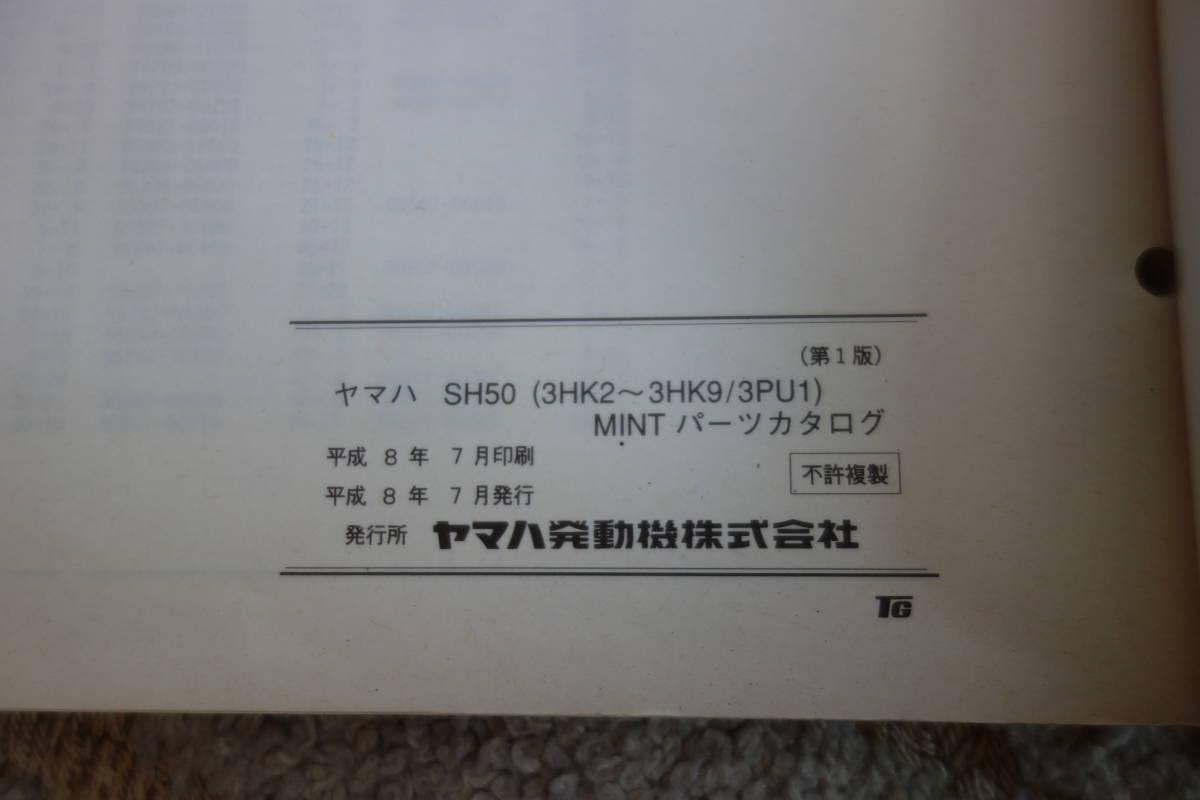 (第1版)
ヤマハ SH50 (3HK2～3HK9/3PU1)
MINT パーツカタログ
平成 8 年 7 月印刷
不許複製
平成 8 年 7 月発行
発行所 ヤマハ発動機株式会社
TG